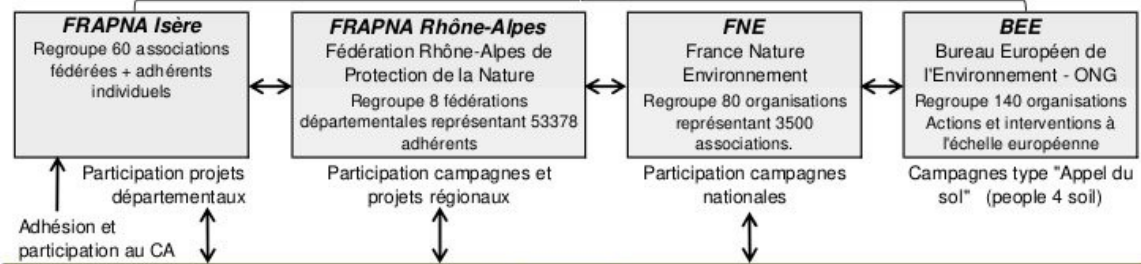 FRAPNA Isère
Regroupe 60 associations
fédérées + adhérents
individuels
FRAPNA Rhône-Alpes
Fédération Rhône-Alpes de
Protection de la Nature
Regroupe 8 fédérations
départementales représentant 53378
adhérents
FNE
France Nature
Environnement
Regroupe 80 organisations
représentant 3500
associations.
BEE
Bureau Européen de
l'Environnement - ONG
Regroupe 140 organisations
Actions et interventions à
l'échelle européenne
Participation projets
départementaux
Adhésion et
participation au CA
Participation campagnes et
projets régionaux
Participation campagnes
nationales
Campagnes type "Appel du
sol" (people 4 soil)